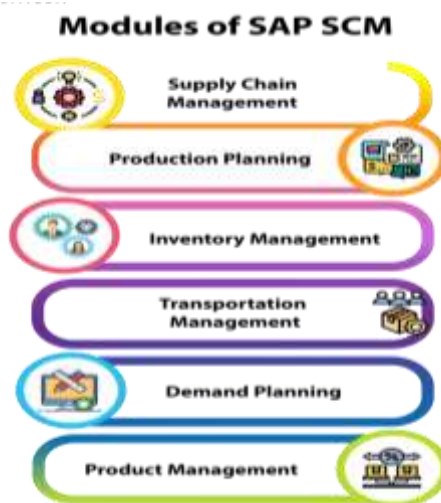 Modules of SAP SCM
Supply Chain
Management
Production Planning
Inventory Management
Transportation
Management
Demand Planning
Product Management